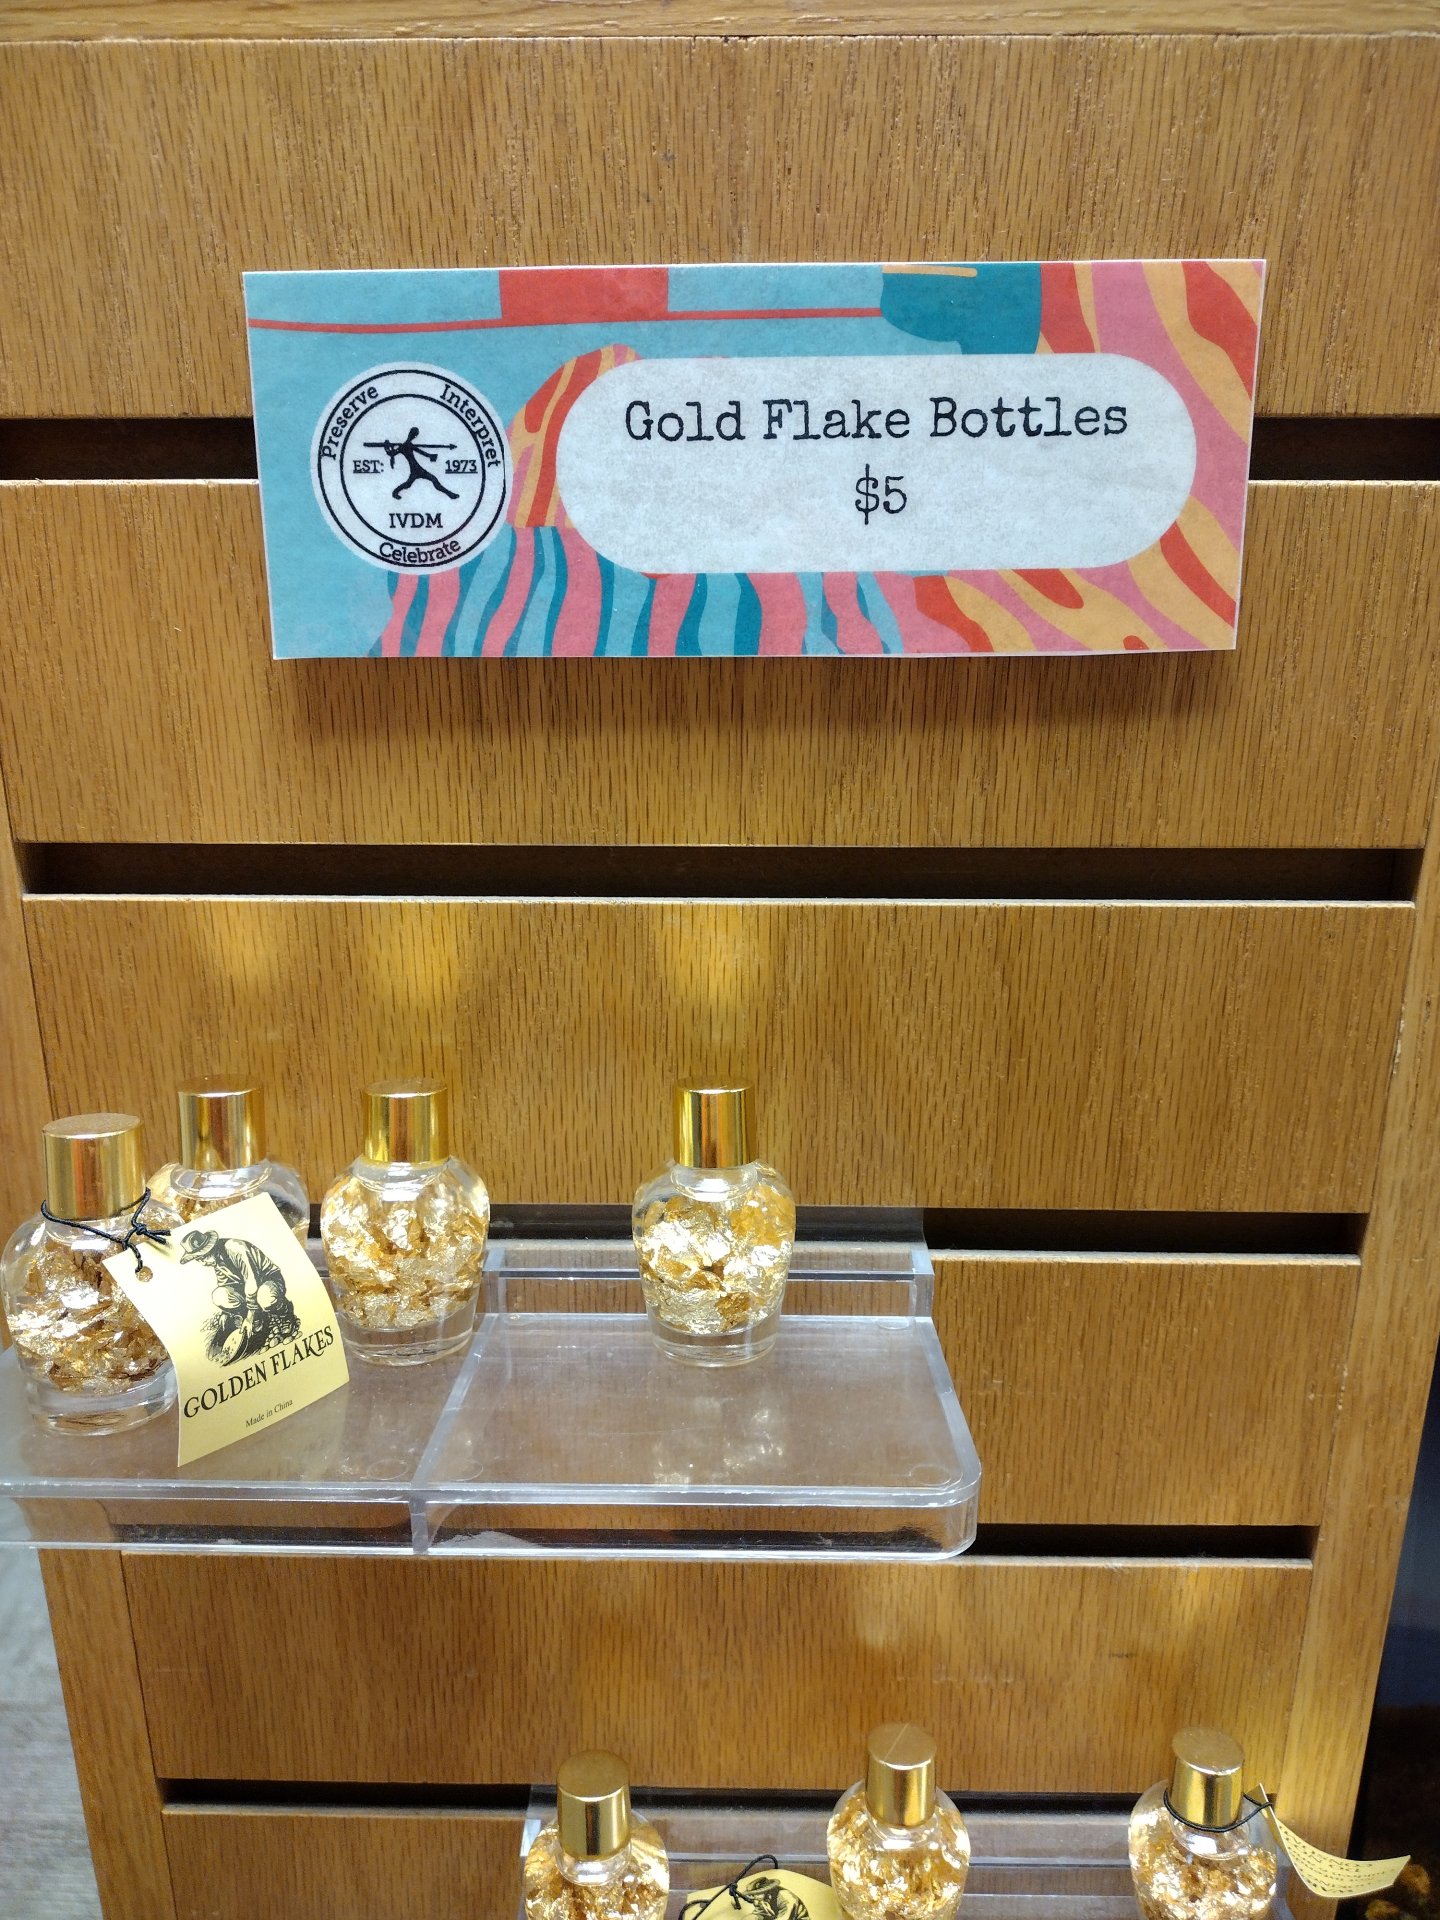 Preserve Interpret
EST: 1973
IVDM
Celebrate
Gold Flake Bottles
$5
GOLDEN FLAKES
Made in China